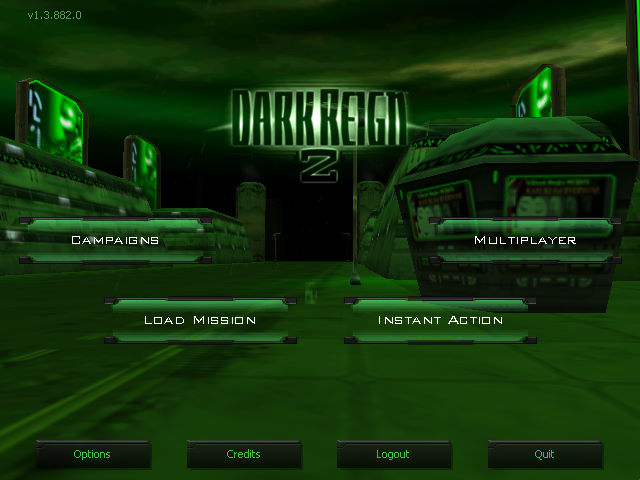 v1.3.882.0
DARK REIGN
2
CAMPAIGNS
MULTIPLAYER
LOAD MISSION
INSTANT ACTION
Options
Credits
Logout
Quit